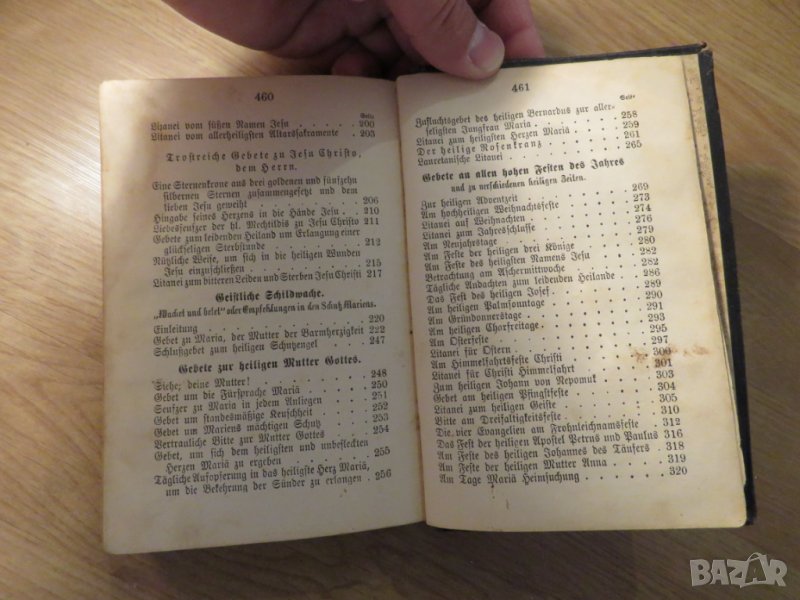 460
Seite
Litanei vom süßen Namen Jesu . . . . 200
Litanei vom allerheiligsten Altarssakramente . 203
Trostreiche Gebete zu Jesu Christo,
dem Herrn.
Eine Sternenkrone aus drei goldenen und fünfzehn
silbernen Sternen zusammengesetzt und dem
lieben Jesu geweiht . . . . . 206
Hingabe seines Herzens in die Hände Jesu . 210
Liebesseufzer der hl. Mechtildis zu Jesu Christo 211
Gebete zum leidenden Heiland um Erlangung einer
glückseligen Sterbstunde . . . . 212
Nützliche Weise, um sich in die heiligen Wunden
Jesu einzuschließen . . . . . 215
Litanei zum bitteren Leiden und Sterben Jesu Christi 217
Geistliche Schildwache.
„Wachet und betet" oder Empfehlungen in den Schutz Mariens.
Einleitung . . . . . . . 220
Gebet zu Maria, der Mutter der Barmherzigkeit 222
Schlußgebet zum heiligen Schutzengel . . 247
Gebete zur heiligen Mutter Gottes.
Siehe, deine Mutter! . . . . . 248
Gebet um die Fürsprache Mariä . . . 250
Seufzer zu Maria in jedem Anliegen . . 251
Gebet um standesmäßige Keuschheit . . 252
Gebet um Mariens mächtigen Schutz . . 253
Vertrauliche Bitte zur Mutter Gottes . . 254
Gebet, um sich dem heiligsten und unbefleckten
Herzen Mariä zu ergeben . . . . 255
Tägliche Aufopferung in das heiligste Herz Mariä,
um die Bekehrung der Sünder zu erlangen . 256
461
Seite
Zufluchtsgebet des heiligen Bernardus zur aller-
seligsten Jungfrau Maria . . . . 258
Litanei zum heiligsten Herzen Mariä . . 259
Der heilige Rosenkranz . . . . 261
Lauretanische Litanei . . . . . 265
Gebete an allen hohen Festen des Jahres
und zu verschiedenen heiligen Zeiten.
Zur heiligen Adventzeit . . . . 269
Am hochheiligen Weihnachtsfeste . . . 273
Litanei auf Weihnachten . . . . 274
Litanei zum Jahresschlusse . . . . 276
Am Neujahrstage . . . . . 279
Am Feste der heiligen drei Könige . . 280
Am Feste des heiligsten Namens Jesu . . 282
Betrachtung am Aschermittwoche . . . 282
Tägliche Andachten zum leidenden Heilande . 286
Das Fest des heiligen Josef . . . . 289
Am heiligen Palmsonntage . . . . 290
Am Gründonnerstage . . . . . 291
Am heiligen Charfreitage . . . . 293
Am Osterfeste . . . . . . 295
Litanei für Ostern . . . . . 297
Am Himmelfahrtsfeste Christi . . . 300
Litanei für Christi Himmelfahrt . . . 301
Zum heiligen Johann von Nepomuk . . 303
Gebet am heiligen Pfingstfeste . . . 304
Litanei zum heiligen Geiste . . . . 305
Bitte am Dreifaltigkeitsfeste . . . . 310
Die vier Evangelien am Frohnleichnamsfeste . 312
Das Fest der heiligen Apostel Petrus und Paulus 316
Am Feste des heiligen Johannes des Täufers . 318
Am Feste der heiligen Mutter Anna . . 319
Am Tage Mariä Heimsuchung . . . 320
BAZAR